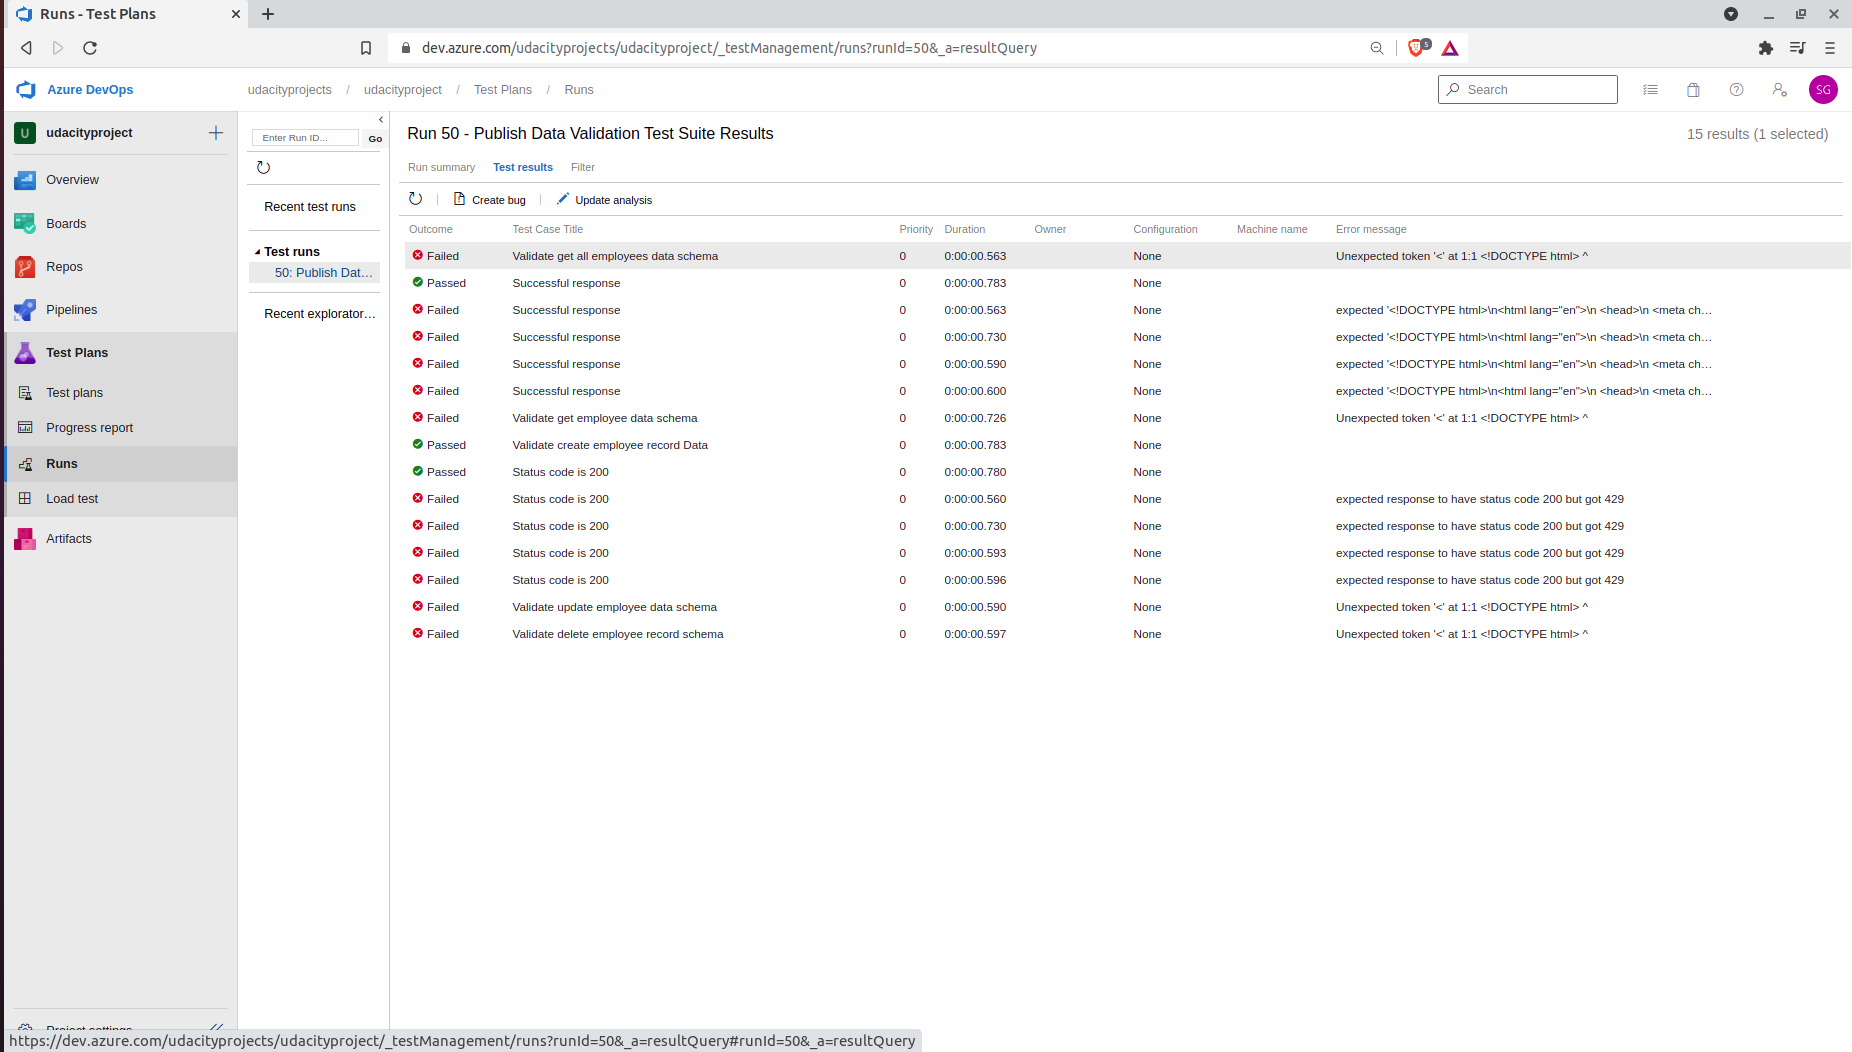 Runs - Test Plans
dev.azure.com/udacityprojects/udacityproject/_testManagement/runs?runId=50&_a=resultQuery
5
Azure DevOps
udacityprojects / udacityproject / Test Plans / Runs
Search
SG
U udacityproject
Overview
Boards
Repos
Pipelines
Test Plans
Test plans
Progress report
Runs
Load test
Artifacts
Project settings
Enter Run ID... Go
Recent test runs
Test runs
50: Publish Dat...
Recent explorator...
Run 50 - Publish Data Validation Test Suite Results
15 results (1 selected)
Run summary Test results Filter
Create bug Update analysis
Outcome Test Case Title Priority Duration Owner Configuration Machine name Error message
Failed Validate get all employees data schema 0 0:00:00.563 None Unexpected token '<' at 1:1 <!DOCTYPE html> ^
Passed Successful response 0 0:00:00.783 None
Failed Successful response 0 0:00:00.563 None expected '<!DOCTYPE html>\n<html lang="en">\n <head>\n <meta ch...
Failed Successful response 0 0:00:00.730 None expected '<!DOCTYPE html>\n<html lang="en">\n <head>\n <meta ch...
Failed Successful response 0 0:00:00.590 None expected '<!DOCTYPE html>\n<html lang="en">\n <head>\n <meta ch...
Failed Successful response 0 0:00:00.600 None expected '<!DOCTYPE html>\n<html lang="en">\n <head>\n <meta ch...
Failed Validate get employee data schema 0 0:00:00.726 None Unexpected token '<' at 1:1 <!DOCTYPE html> ^
Passed Validate create employee record Data 0 0:00:00.783 None
Passed Status code is 200 0 0:00:00.780 None
Failed Status code is 200 0 0:00:00.560 None expected response to have status code 200 but got 429
Failed Status code is 200 0 0:00:00.730 None expected response to have status code 200 but got 429
Failed Status code is 200 0 0:00:00.593 None expected response to have status code 200 but got 429
Failed Status code is 200 0 0:00:00.596 None expected response to have status code 200 but got 429
Failed Validate update employee data schema 0 0:00:00.590 None Unexpected token '<' at 1:1 <!DOCTYPE html> ^
Failed Validate delete employee record schema 0 0:00:00.597 None Unexpected token '<' at 1:1 <!DOCTYPE html> ^
https://dev.azure.com/udacityprojects/udacityproject/_testManagement/runs?runId=50&_a=resultQuery#runId=50&_a=resultQuery